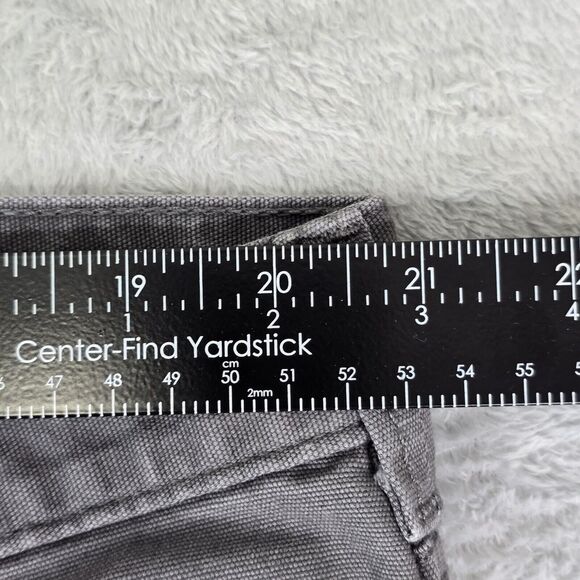 19 20 21 22
1 2 3 4
Center-Find Yardstick
cm
47 48 49 50 51 52 53 54 55
2mm